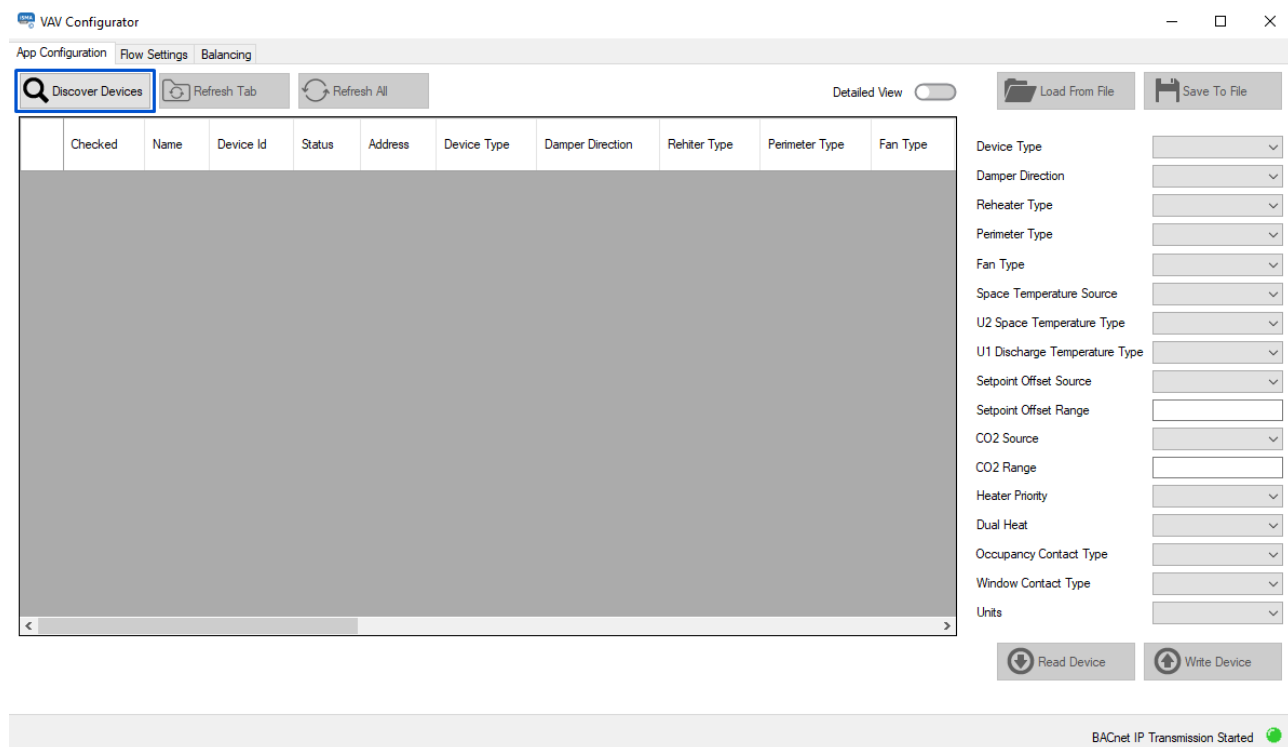 VAV Configurator
App Configuration Flow Settings Balancing
Discover Devices Refresh Tab Refresh All Detailed View Load From File Save To File
Checked Name Device Id Status Address Device Type Damper Direction Rehiter Type Perimeter Type Fan Type
Device Type
Damper Direction
Reheater Type
Perimeter Type
Fan Type
Space Temperature Source
U2 Space Temperature Type
U1 Discharge Temperature Type
Setpoint Offset Source
Setpoint Offset Range
CO2 Source
CO2 Range
Heater Priority
Dual Heat
Occupancy Contact Type
Window Contact Type
Units
Read Device Write Device
BACnet IP Transmission Started